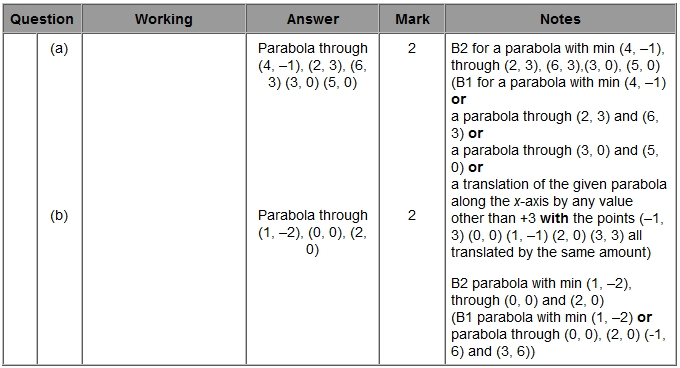 Question Working Answer Mark Notes
(a) Parabola through 2 B2 for a parabola with min (4, –1),
(4, –1), (2, 3), (6, through (2, 3), (6, 3),(3, 0), (5, 0)
3) (3, 0) (5, 0) (B1 for a parabola with min (4, –1)
or
a parabola through (2, 3) and (6,
3) or
a parabola through (3, 0) and (5,
0) or
a translation of the given parabola
along the x-axis by any value
(b) Parabola through 2 other than +3 with the points (–1,
(1, –2), (0, 0), (2, 3) (0, 0) (1, –1) (2, 0) (3, 3) all
0) translated by the same amount)
B2 parabola with min (1, –2),
through (0, 0) and (2, 0)
(B1 parabola with min (1, –2) or
parabola through (0, 0), (2, 0) (-1,
6) and (3, 6))